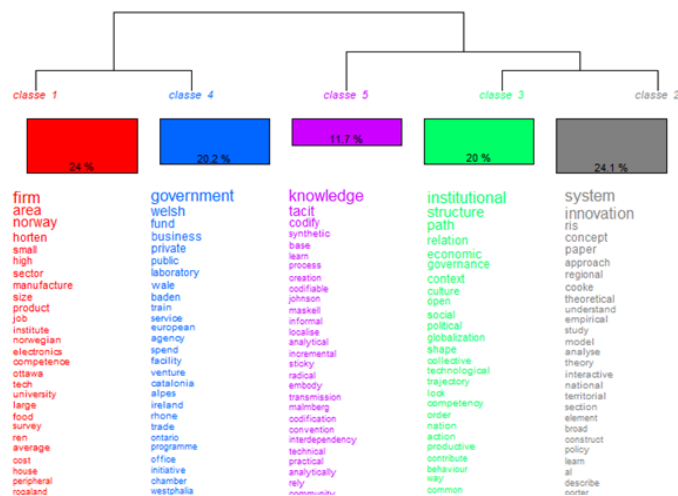 classe 1 classe 4 classe 5 classe 3 classe 2
24 % 20.2 % 11.7 % 20 % 24.1 %
firm
area
norway
horten
small
high
sector
manufacture
size
product
job
institute
norwegian
electronics
competence
ottawa
tech
university
large
food
survey
ren
average
cost
house
peripheral
rogaland
government
welsh
fund
business
private
public
laboratory
wale
baden
train
service
european
agency
spend
facility
venture
catalonia
alpes
ireland
rhone
trade
ontario
programme
office
initiative
chamber
westphalia
knowledge
tacit
codify
synthetic
base
learn
process
creation
codifiable
johnson
maskell
informal
localise
analytical
incremental
sticky
radical
embody
transmission
malmberg
codification
convention
interdependency
technical
practical
analytically
rely
community
institutional
structure
path
relation
economic
governance
context
culture
open
social
political
globalization
shape
collective
technological
trajectory
lock
competency
order
nation
action
productive
contribute
behaviour
way
common
system
innovation
ris
concept
paper
approach
regional
cooke
theoretical
understand
empirical
study
model
analyse
theory
interactive
national
territorial
section
element
broad
construct
policy
learn
al
describe
porter